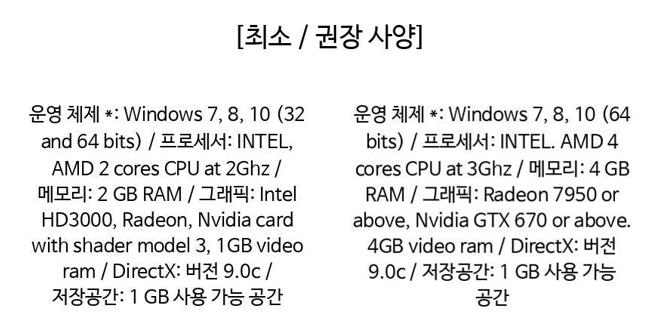 [최소 / 권장 사양]
운영 체제 *: Windows 7, 8, 10 (32
and 64 bits) / 프로세서: INTEL,
AMD 2 cores CPU at 2Ghz /
메모리: 2 GB RAM / 그래픽: Intel
HD3000, Radeon, Nvidia card
with shader model 3, 1GB video
ram / DirectX: 버전 9.0c /
저장공간: 1 GB 사용 가능 공간
운영 체제 *: Windows 7, 8, 10 (64
bits) / 프로세서: INTEL. AMD 4
cores CPU at 3Ghz / 메모리: 4 GB
RAM / 그래픽: Radeon 7950 or
above, Nvidia GTX 670 or above.
4GB video ram / DirectX: 버전
9.0c / 저장공간: 1 GB 사용 가능
공간